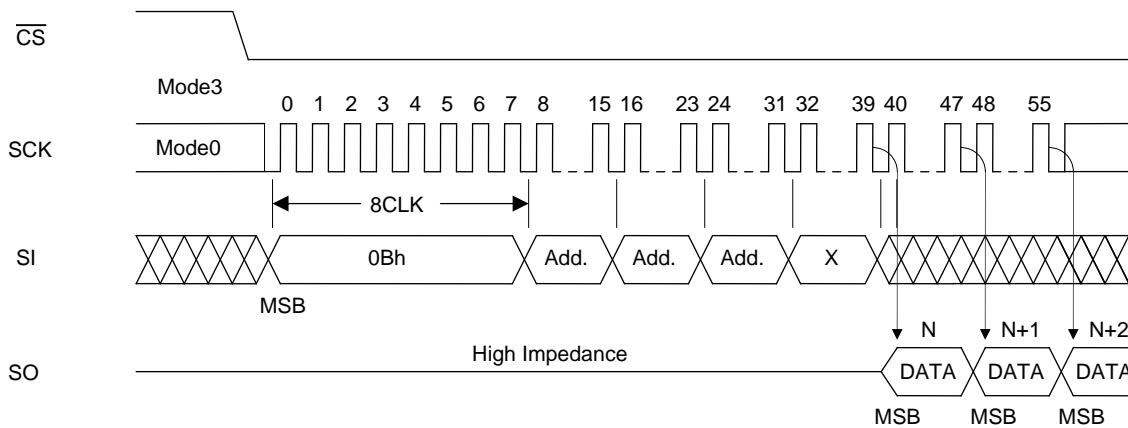 CS
Mode3
0 1 2 3 4 5 6 7 8 15 16 23 24 31 32 39 40 47 48 55
SCK
Mode0
8CLK
SI
0Bh Add. Add. Add. X
MSB
N N+1 N+2
High Impedance
SO
DATA DATA DATA
MSB MSB MSB